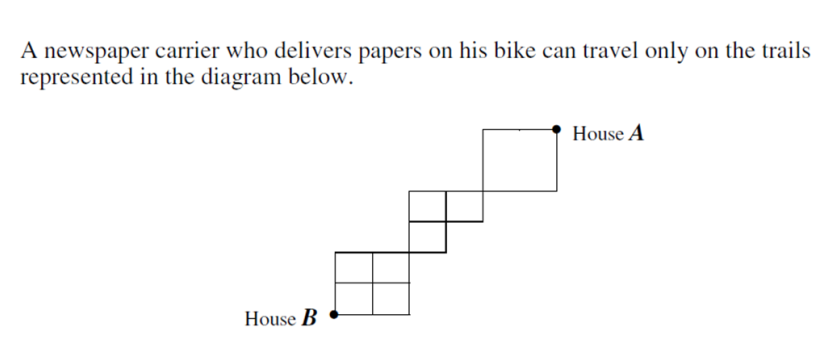 A newspaper carrier who delivers papers on his bike can travel only on the trails
represented in the diagram below.
House A
House B